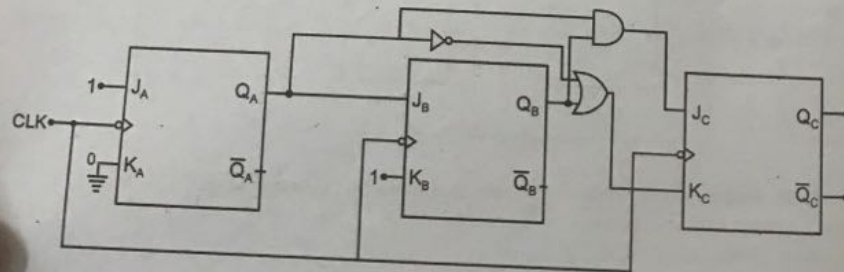 1 J_A Q_A
CLK
0 K_A Q̅_A
J_B Q_B
1 K_B Q̅_B
J_C Q_C
K_C Q̅_C